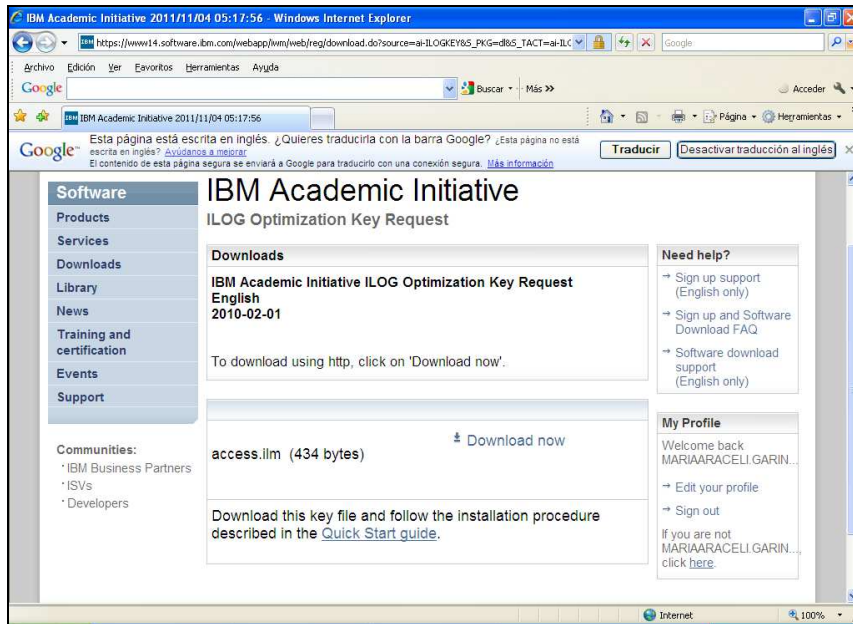 IBM Academic Initiative 2011/11/04 05:17:56 - Windows Internet Explorer
https://www14.software.ibm.com/webapp/iwm/web/reg/download.do?source=ai-ILOGKEY&S_PKG=dl&S_TACT=ai-ILC
Google
Archivo Edición Ver Favoritos Herramientas Ayuda
Google Buscar Más >> Acceder
IBM Academic Initiative 2011/11/04 05:17:56 Página Herramientas
Google Esta página está escrita en inglés. ¿Quieres traducirla con la barra Google? ¿Esta página no está
escrita en inglés? Ayúdanos a mejorar
El contenido de esta página segura se enviará a Google para traducirlo con una conexión segura. Más información
Traducir Desactivar traducción al inglés
Software
Products
Services
Downloads
Library
News
Training and
certification
Events
Support
Communities:
IBM Business Partners
ISVs
Developers
IBM Academic Initiative
ILOG Optimization Key Request
Downloads
IBM Academic Initiative ILOG Optimization Key Request
English
2010-02-01
To download using http, click on 'Download now'.
access.ilm (434 bytes) Download now
Download this key file and follow the installation procedure
described in the Quick Start guide.
Need help?
Sign up support
(English only)
Sign up and Software
Download FAQ
Software download
support
(English only)
My Profile
Welcome back
MARIAARACELI.GARIN...
Edit your profile
Sign out
If you are not
MARIAARACELI.GARIN...,
click here.
Internet 100%